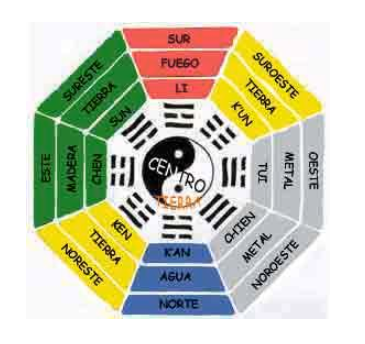 SUR
FUEGO
LI
SURESTE
TIERRA
SUN
SUROESTE
TIERRA
K'UN
ESTE
MADERA
CHEN
CENTRO
TIERRA
TUI
METAL
OESTE
KEN
TIERRA
NORESTE
CHIEN
METAL
NOROESTE
K'AN
AGUA
NORTE